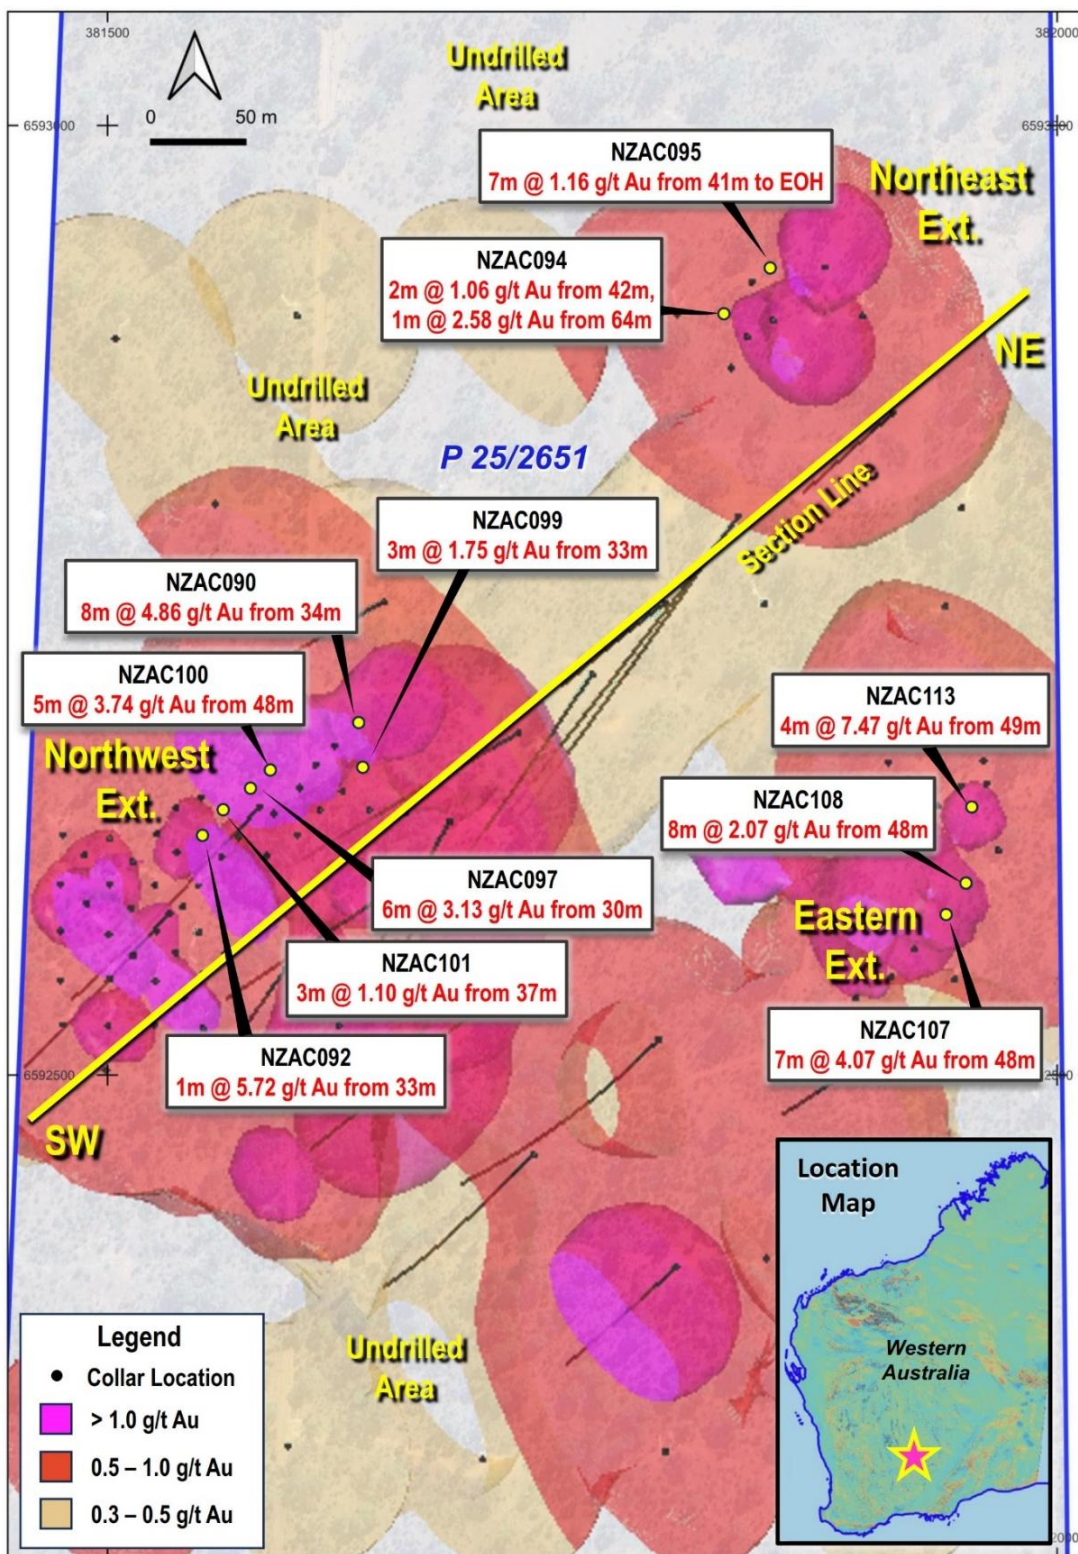 381500
382000
Undrilled
Area
0
50 m
6593000
NZAC095
7m @ 1.16 g/t Au from 41m to EOH
Northeast
Ext.
NZAC094
2m @ 1.06 g/t Au from 42m,
1m @ 2.58 g/t Au from 64m
NE
Undrilled
Area
P 25/2651
Section Line
NZAC099
3m @ 1.75 g/t Au from 33m
NZAC090
8m @ 4.86 g/t Au from 34m
NZAC100
5m @ 3.74 g/t Au from 48m
NZAC113
4m @ 7.47 g/t Au from 49m
Northwest
Ext.
NZAC108
8m @ 2.07 g/t Au from 48m
NZAC097
6m @ 3.13 g/t Au from 30m
Eastern
Ext.
NZAC101
3m @ 1.10 g/t Au from 37m
NZAC107
7m @ 4.07 g/t Au from 48m
NZAC092
1m @ 5.72 g/t Au from 33m
6592500
SW
Location
Map
Western
Australia
Undrilled
Area
Legend
Collar Location
> 1.0 g/t Au
0.5 – 1.0 g/t Au
0.3 – 0.5 g/t Au